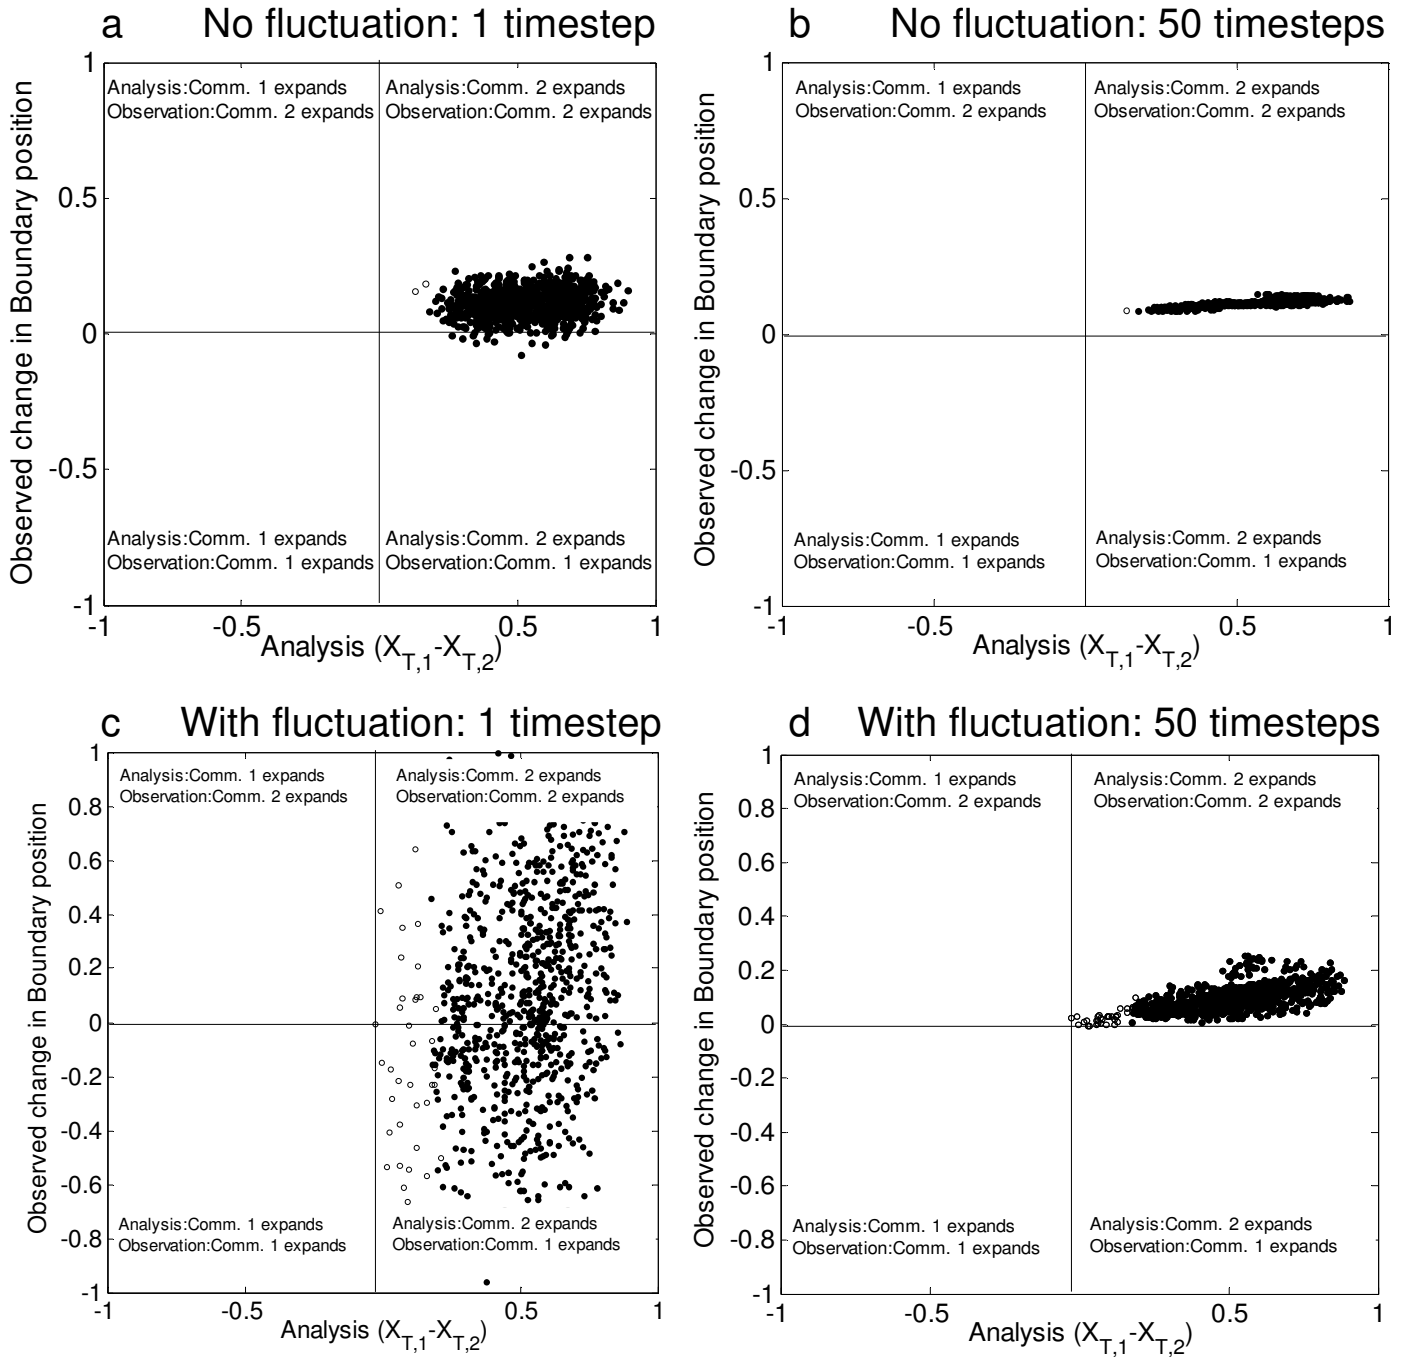 a No fluctuation: 1 timestep
1
Analysis:Comm. 1 expands
Observation:Comm. 2 expands
Analysis:Comm. 2 expands
Observation:Comm. 2 expands
0.5
0
-0.5
-1
Observed change in Boundary position
Analysis:Comm. 1 expands
Observation:Comm. 1 expands
Analysis:Comm. 2 expands
Observation:Comm. 1 expands
-1 -0.5 0.5 1
Analysis (X_T,1-X_T,2)
b No fluctuation: 50 timesteps
1
Analysis:Comm. 1 expands
Observation:Comm. 2 expands
Analysis:Comm. 2 expands
Observation:Comm. 2 expands
0.5
0
-0.5
-1
Observed change in Boundary position
Analysis:Comm. 1 expands
Observation:Comm. 1 expands
Analysis:Comm. 2 expands
Observation:Comm. 1 expands
-1 -0.5 0.5 1
Analysis (X_T,1-X_T,2)
c With fluctuation: 1 timestep
1
Analysis:Comm. 1 expands
Observation:Comm. 2 expands
Analysis:Comm. 2 expands
Observation:Comm. 2 expands
0.8
0.6
0.4
0.2
0
-0.2
-0.4
-0.6
-0.8
-1
Observed change in Boundary position
Analysis:Comm. 1 expands
Observation:Comm. 1 expands
Analysis:Comm. 2 expands
Observation:Comm. 1 expands
-1 -0.5 0.5 1
Analysis (X_T,1-X_T,2)
d With fluctuation: 50 timesteps
1
Analysis:Comm. 1 expands
Observation:Comm. 2 expands
Analysis:Comm. 2 expands
Observation:Comm. 2 expands
0.8
0.6
0.4
0.2
0
-0.2
-0.4
-0.6
-0.8
-1
Observed change in Boundary position
Analysis:Comm. 1 expands
Observation:Comm. 1 expands
Analysis:Comm. 2 expands
Observation:Comm. 1 expands
-1 -0.5 0.5 1
Analysis (X_T,1-X_T,2)